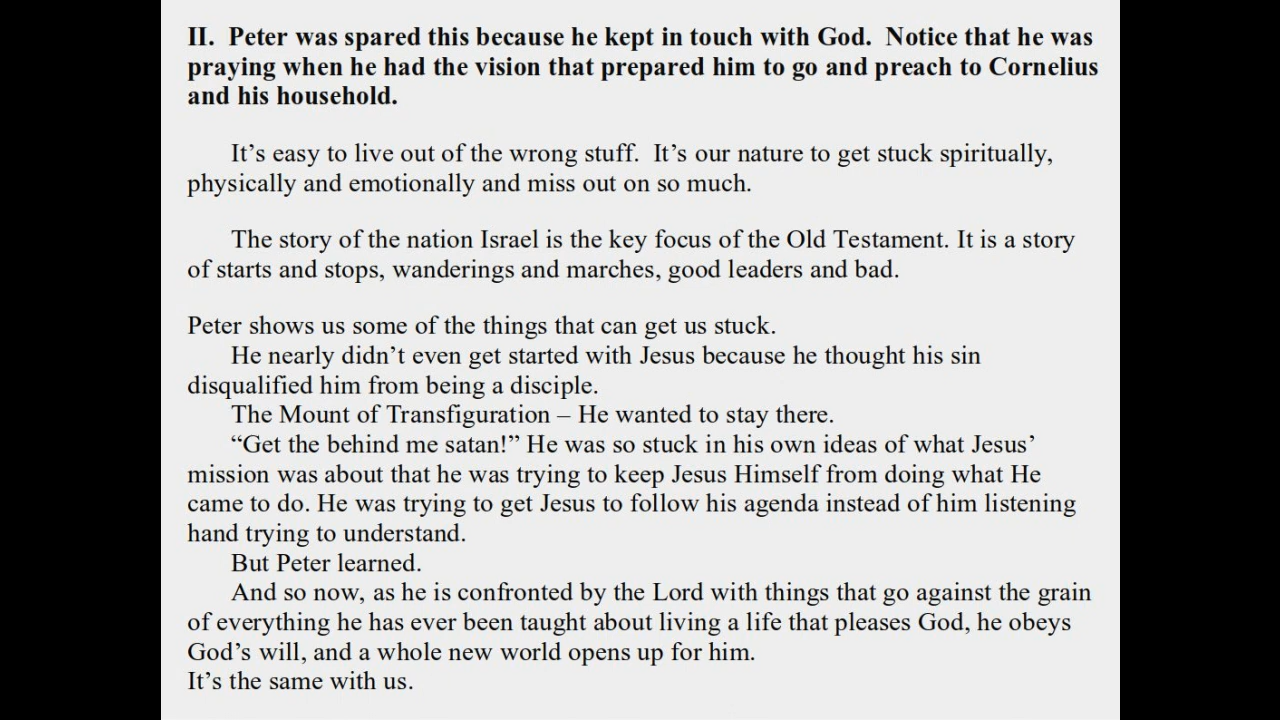 II.  Peter was spared this because he kept in touch with God.  Notice that he was
praying when he had the vision that prepared him to go and preach to Cornelius
and his household.
It’s easy to live out of the wrong stuff.  It’s our nature to get stuck spiritually,
physically and emotionally and miss out on so much.
The story of the nation Israel is the key focus of the Old Testament. It is a story
of starts and stops, wanderings and marches, good leaders and bad.
Peter shows us some of the things that can get us stuck.
He nearly didn’t even get started with Jesus because he thought his sin
disqualified him from being a disciple.
The Mount of Transfiguration – He wanted to stay there.
“Get the behind me satan!” He was so stuck in his own ideas of what Jesus’
mission was about that he was trying to keep Jesus Himself from doing what He
came to do. He was trying to get Jesus to follow his agenda instead of him listening
hand trying to understand.
But Peter learned.
And so now, as he is confronted by the Lord with things that go against the grain
of everything he has ever been taught about living a life that pleases God, he obeys
God’s will, and a whole new world opens up for him.
It’s the same with us.